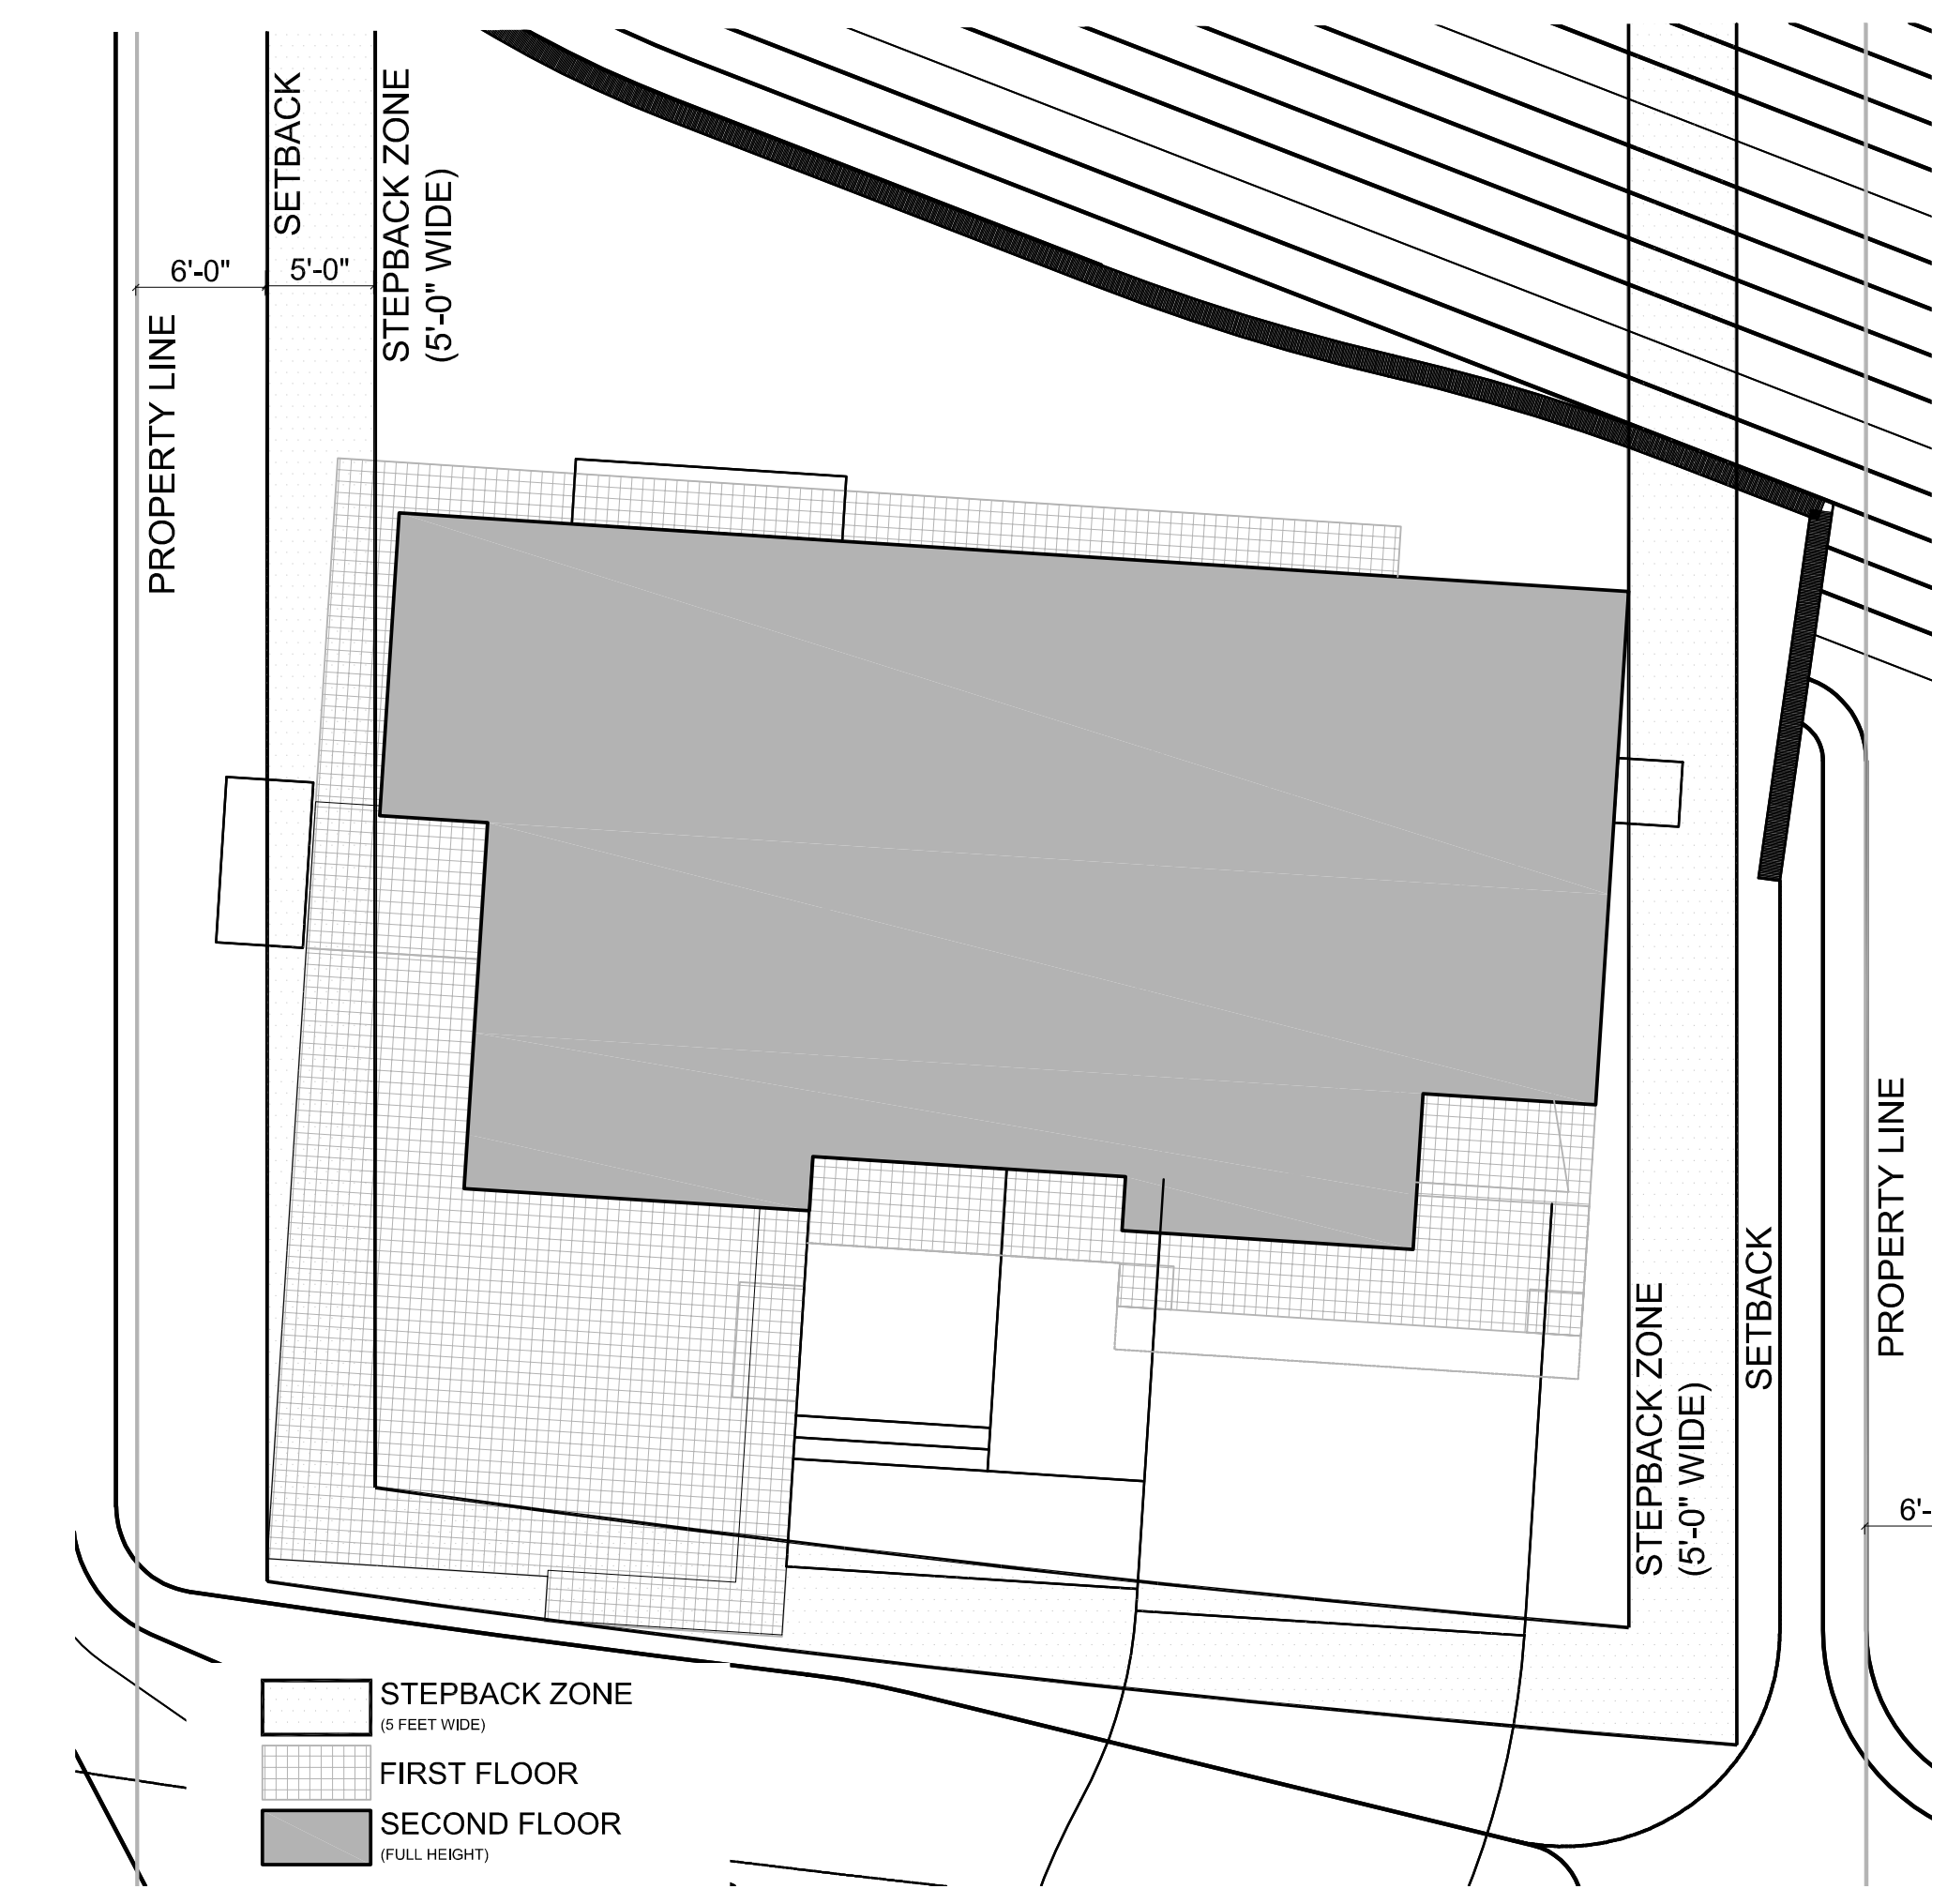 SETBACK
STEPBACK ZONE
(5'-0" WIDE)
6'-0"
5'-0"
PROPERTY LINE
PROPERTY LINE
SETBACK
STEPBACK ZONE
(5'-0" WIDE)
6'-
STEPBACK ZONE
(5 FEET WIDE)
FIRST FLOOR
SECOND FLOOR
(FULL HEIGHT)